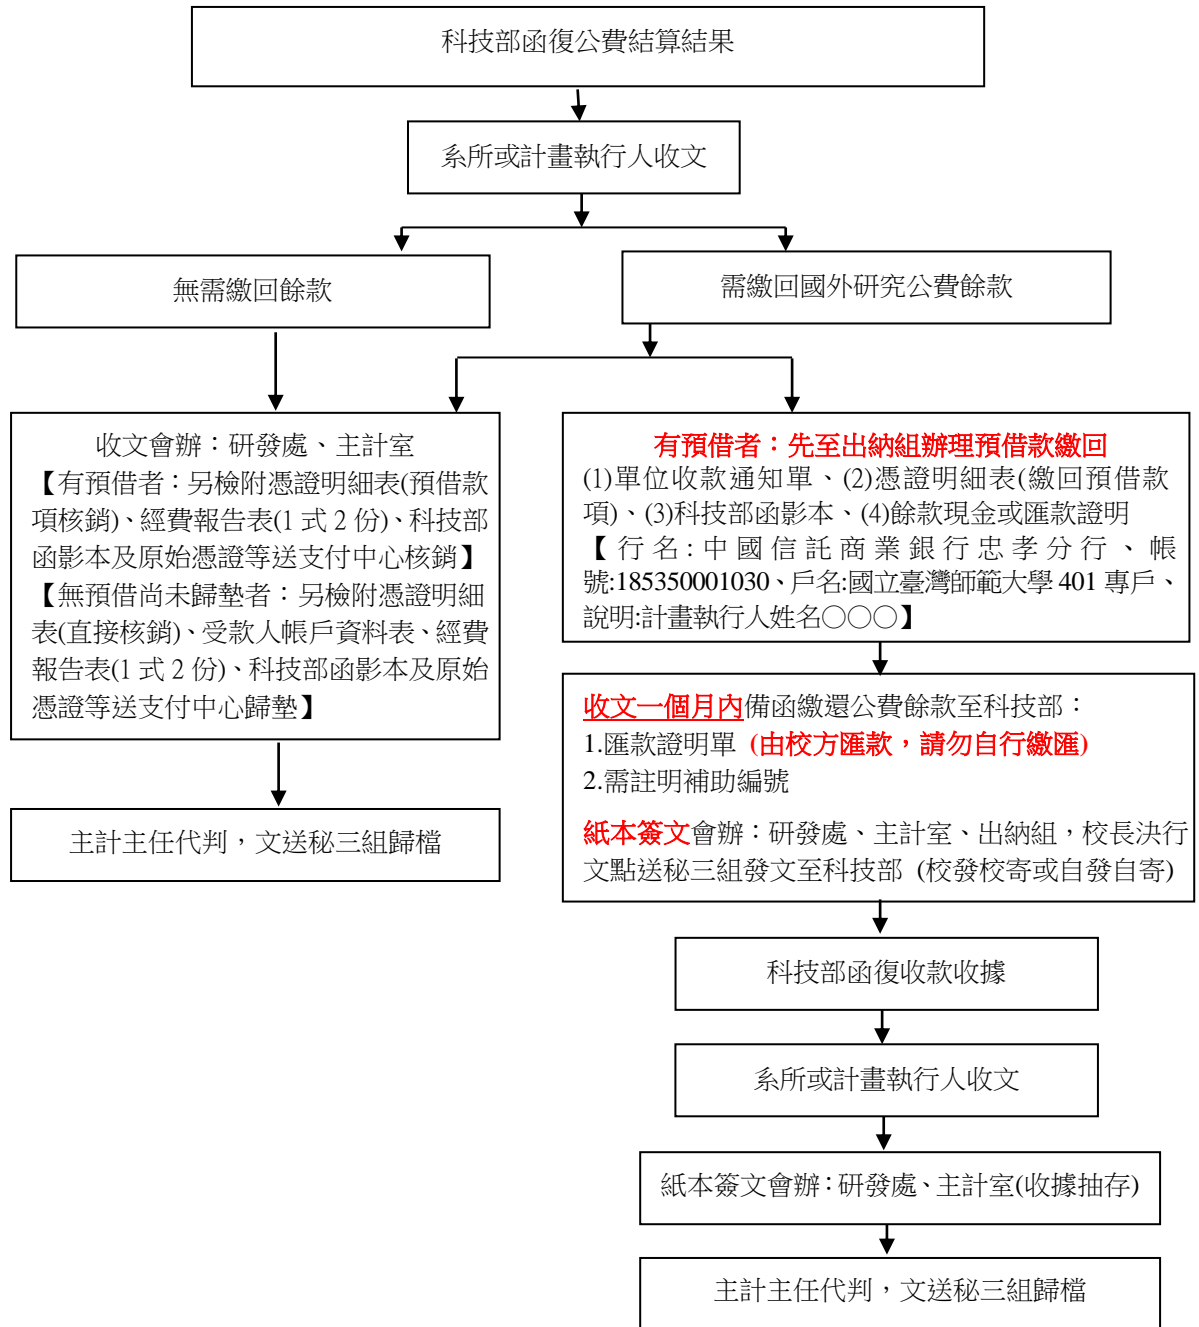 科技部函復公費結算結果
系所或計畫執行人收文
無需繳回餘款
需繳回國外研究公費餘款
收文會辦：研發處、主計室
【有預借者：另檢附憑證明細表(預借款
項核銷)、經費報告表(1 式 2 份)、科技部
函影本及原始憑證等送支付中心核銷】
【無預借尚未歸墊者：另檢附憑證明細
表(直接核銷)、受款人帳戶資料表、經費
報告表(1 式 2 份)、科技部函影本及原始
憑證等送支付中心歸墊】
主計主任代判，文送秘三組歸檔
有預借者：先至出納組辦理預借款繳回
(1)單位收款通知單、(2)憑證明細表(繳回預借款
項)、(3)科技部函影本、(4)餘款現金或匯款證明
【行名:中國信託商業銀行忠孝分行、帳
號:185350001030、戶名:國立臺灣師範大學 401 專戶、
說明:計畫執行人姓名○○○】
收文一個月內備函繳還公費餘款至科技部：
1.匯款證明單 (由校方匯款，請勿自行繳匯)
2.需註明補助編號
紙本簽文會辦：研發處、主計室、出納組，校長決行
文點送秘三組發文至科技部 (校發校寄或自發自寄)
科技部函復收款收據
系所或計畫執行人收文
紙本簽文會辦：研發處、主計室(收據抽存)
主計主任代判，文送秘三組歸檔